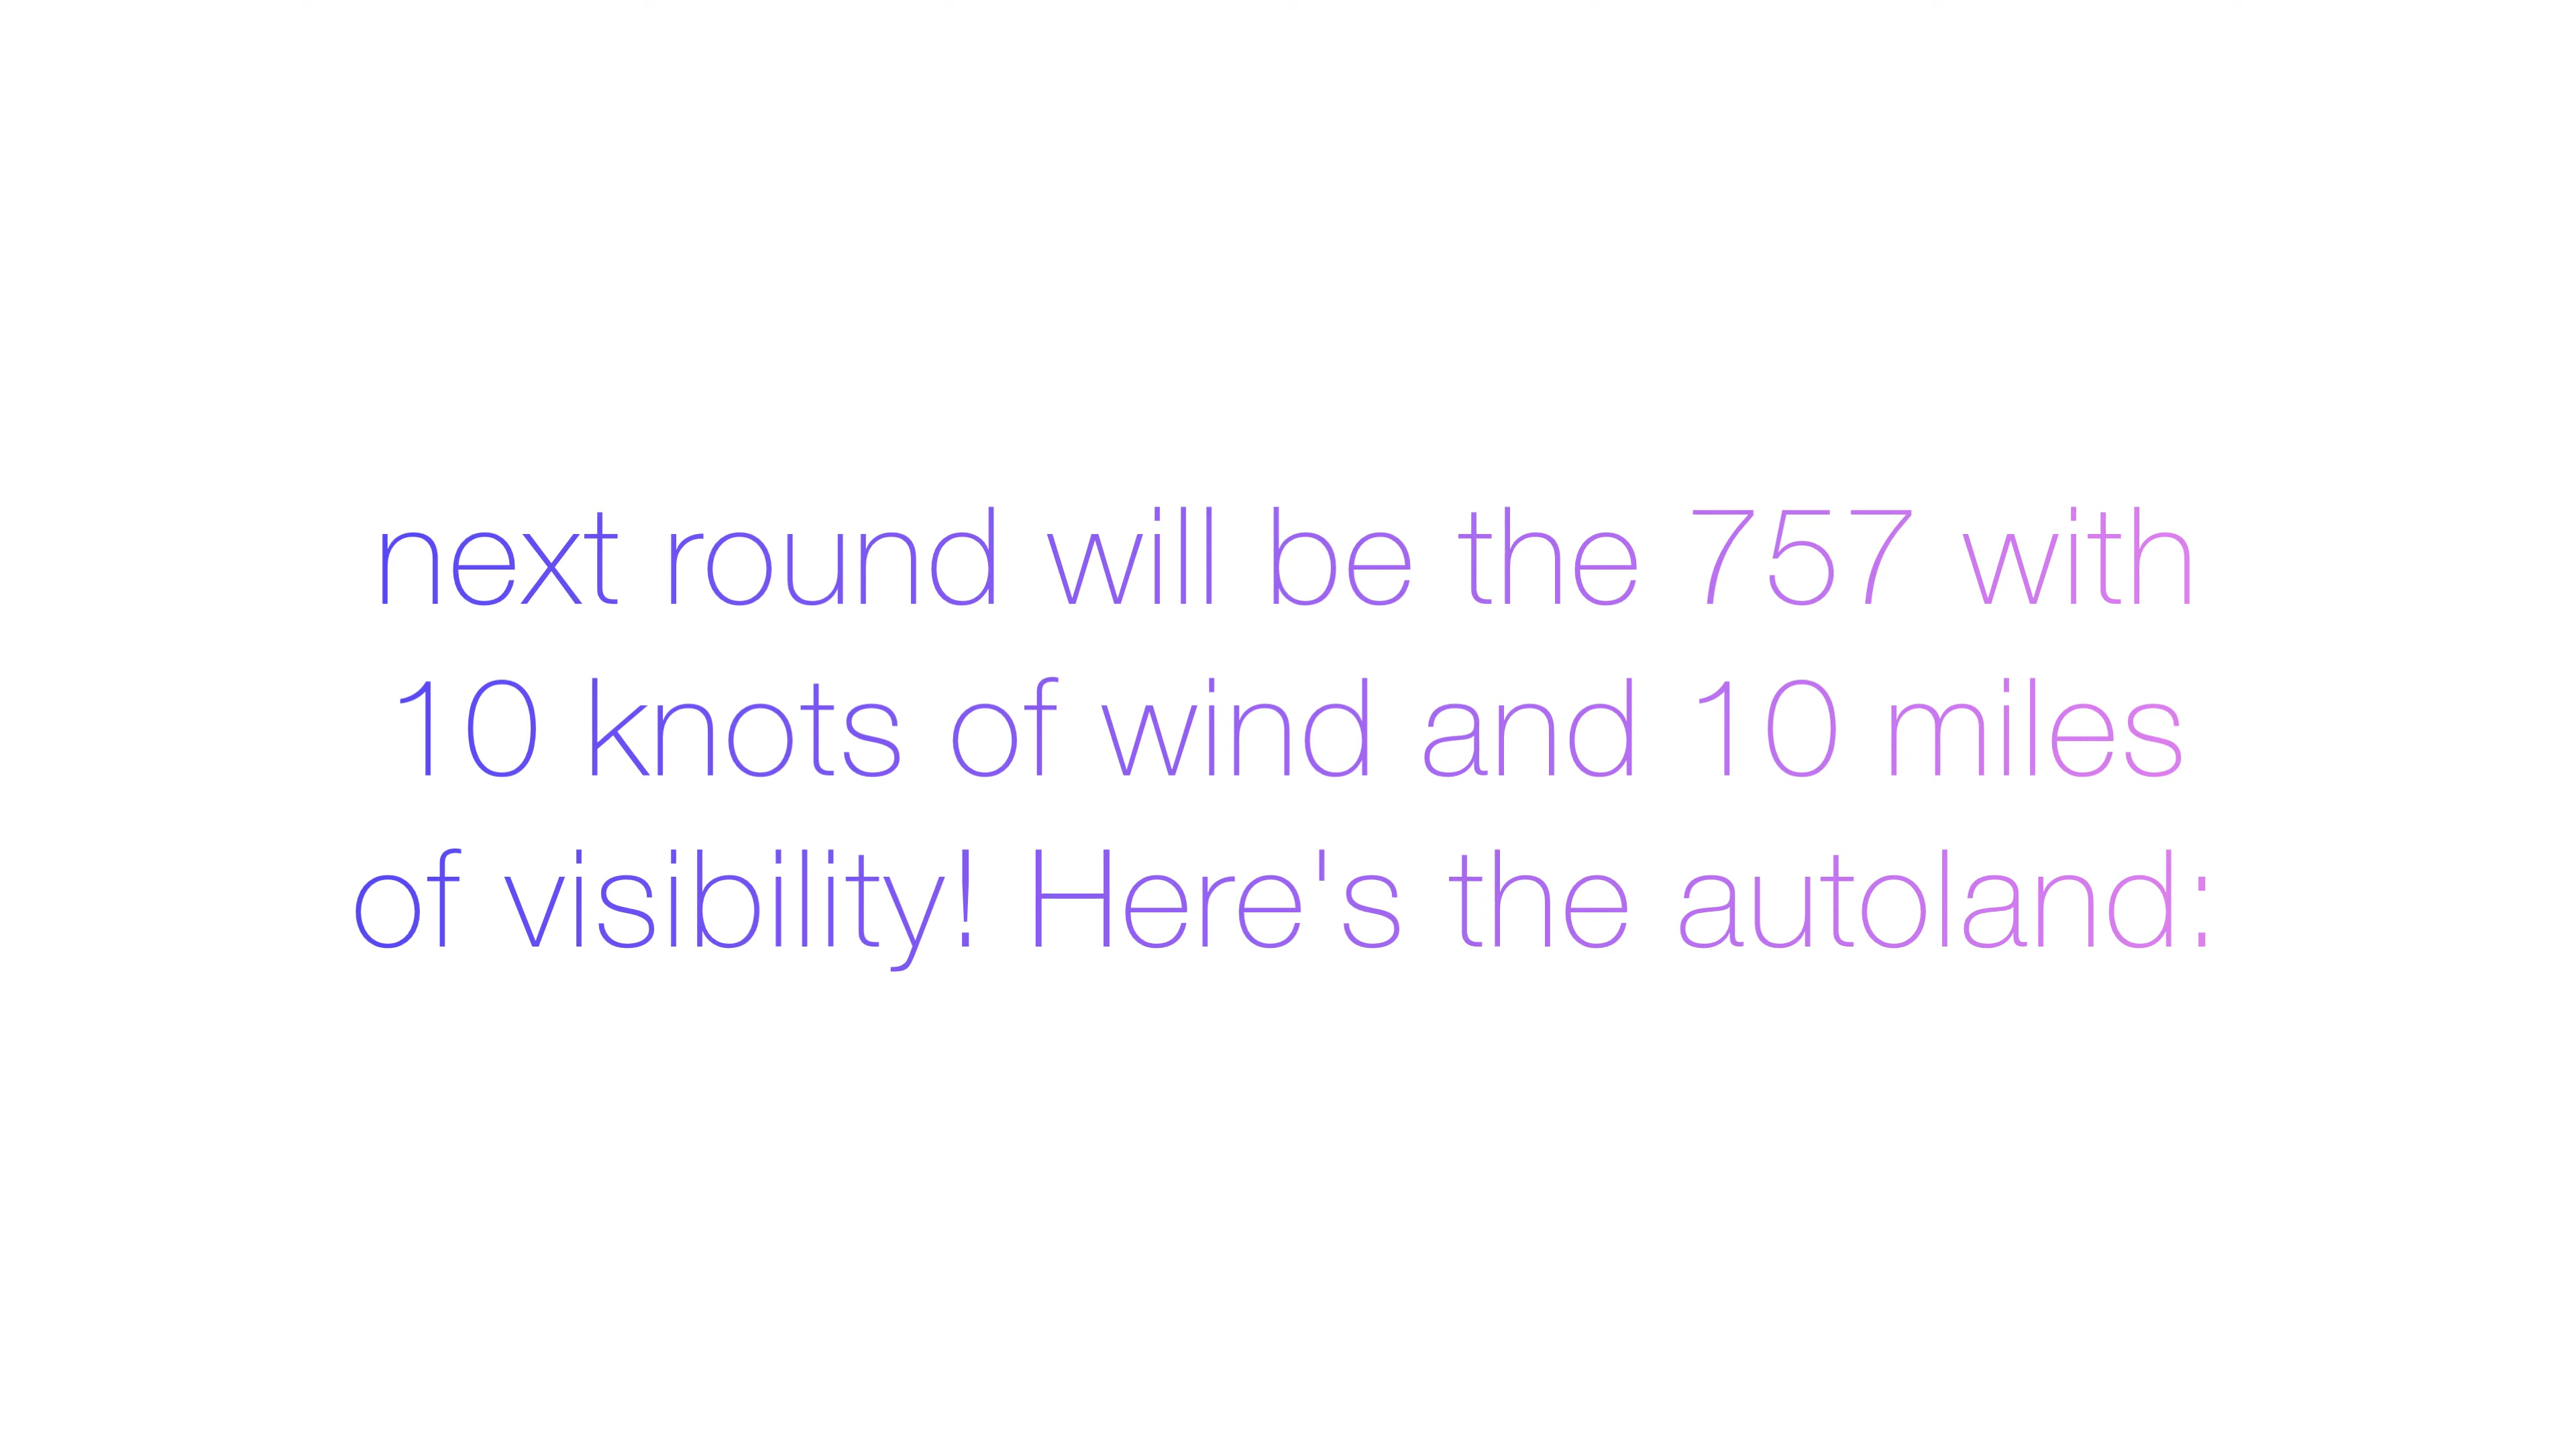 next round will be the 757 with
10 knots of wind and 10 miles
of visibility! Here's the autoland: